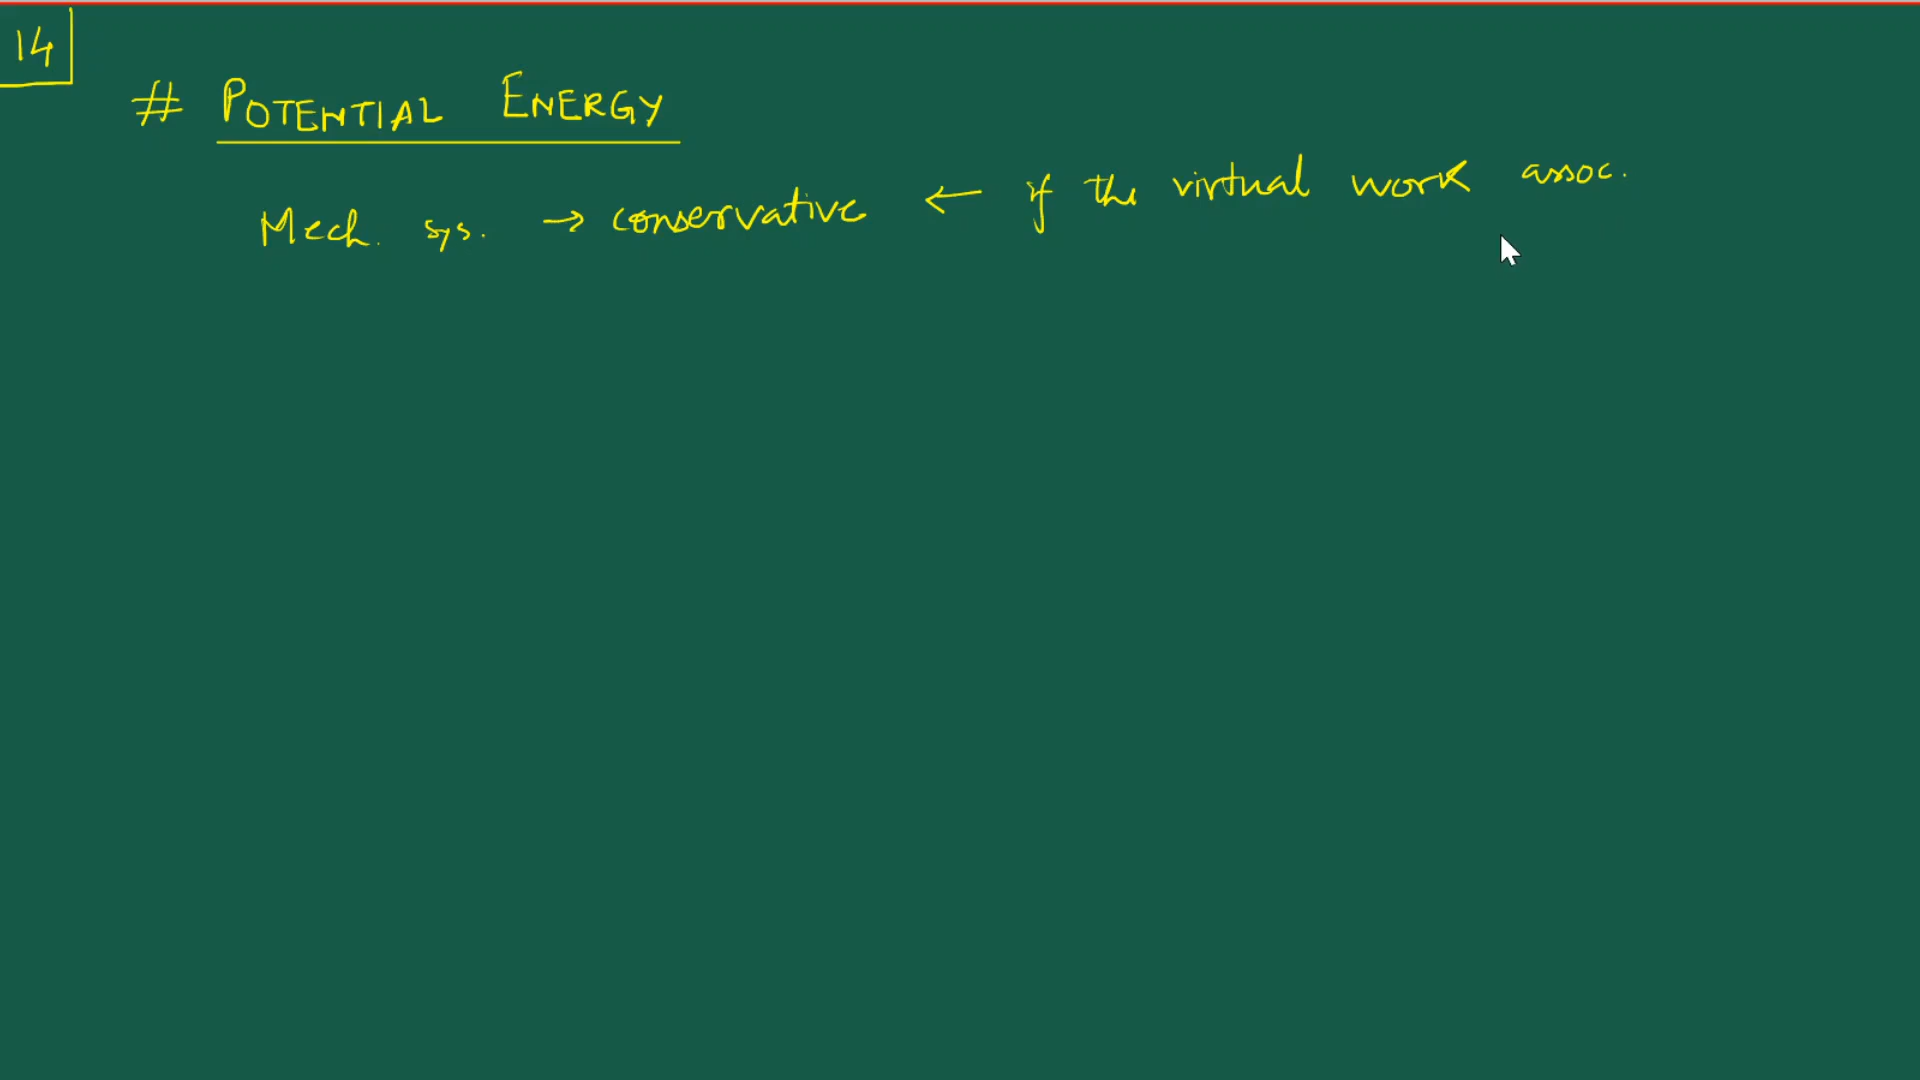 14
# POTENTIAL ENERGY
Mech. sys. → conservative ← if the virtual work assoc.